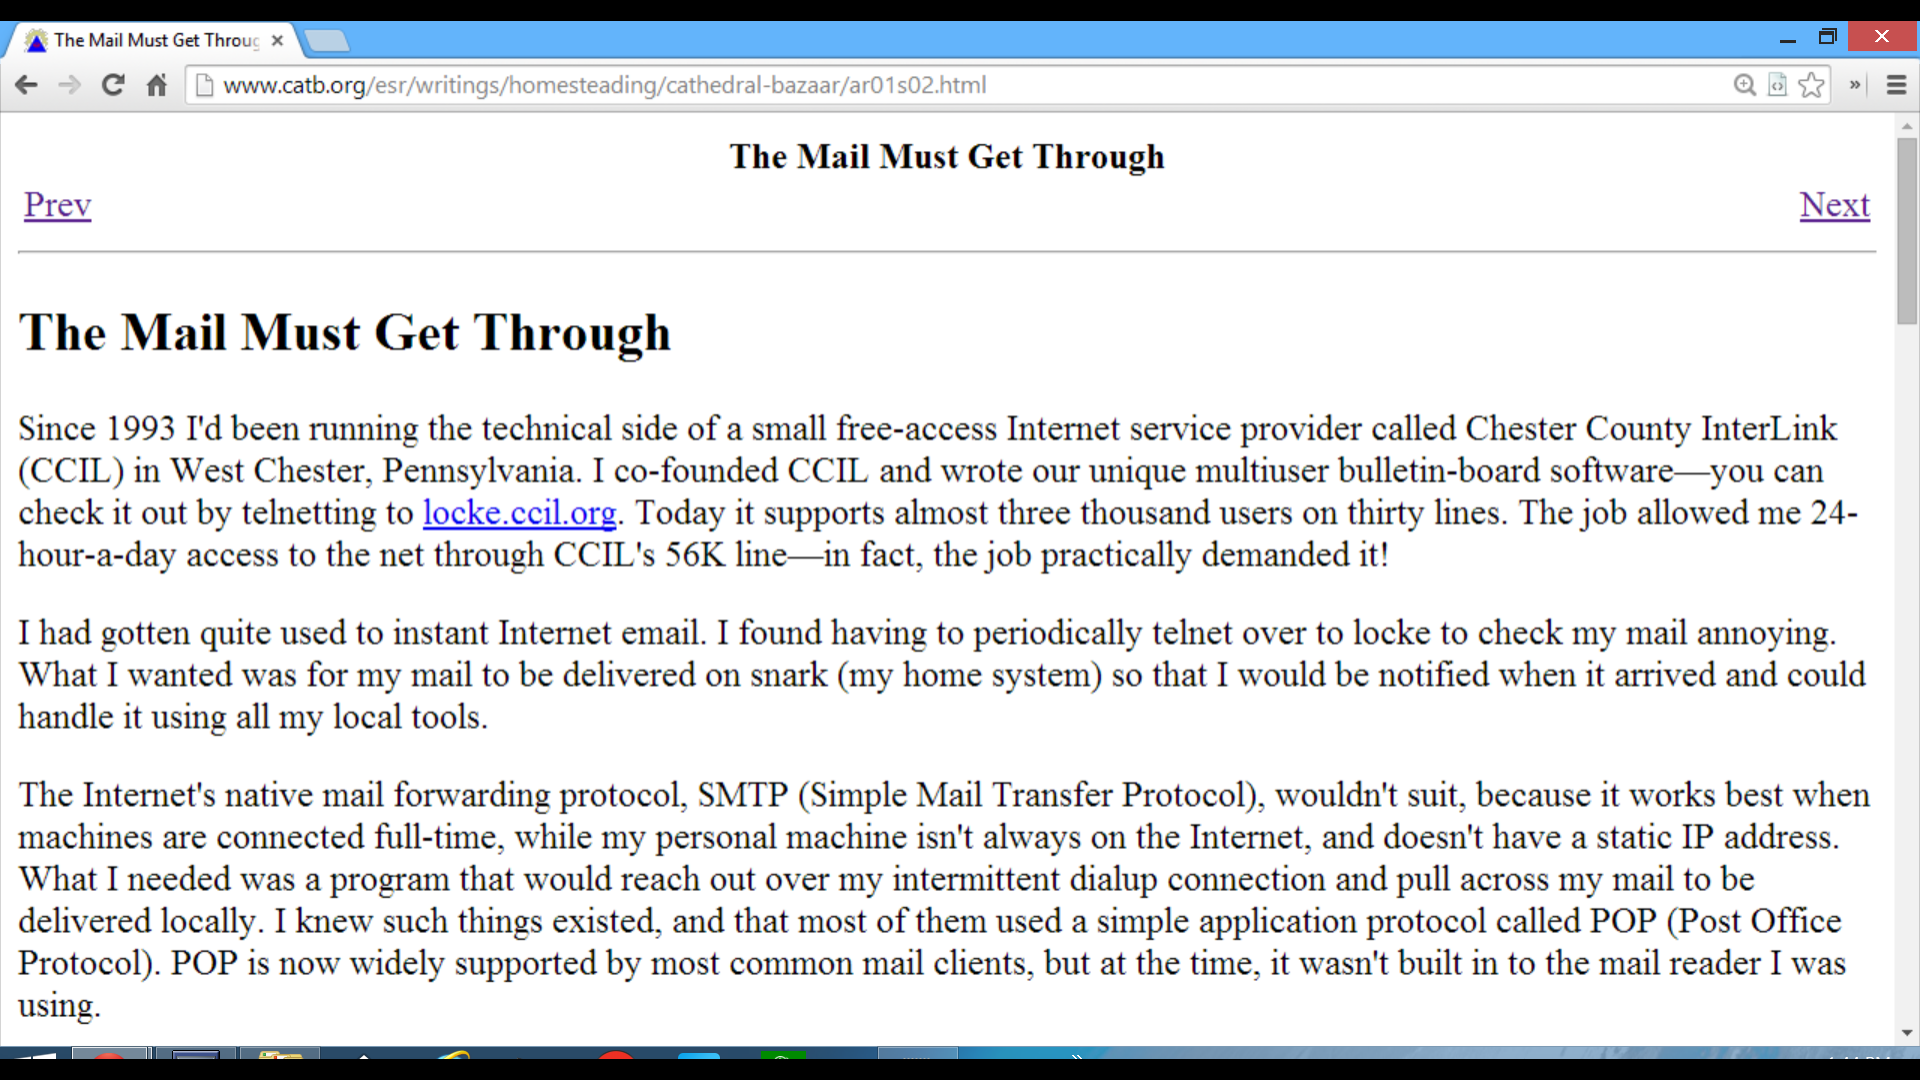 The Mail Must Get Throug
www.catb.org/esr/writings/homesteading/cathedral-bazaar/ar01s02.html
The Mail Must Get Through
Prev Next
The Mail Must Get Through
Since 1993 I'd been running the technical side of a small free-access Internet service provider called Chester County InterLink
(CCIL) in West Chester, Pennsylvania. I co-founded CCIL and wrote our unique multiuser bulletin-board software—you can
check it out by telnetting to locke.ccil.org. Today it supports almost three thousand users on thirty lines. The job allowed me 24-
hour-a-day access to the net through CCIL's 56K line—in fact, the job practically demanded it!
I had gotten quite used to instant Internet email. I found having to periodically telnet over to locke to check my mail annoying.
What I wanted was for my mail to be delivered on snark (my home system) so that I would be notified when it arrived and could
handle it using all my local tools.
The Internet's native mail forwarding protocol, SMTP (Simple Mail Transfer Protocol), wouldn't suit, because it works best when
machines are connected full-time, while my personal machine isn't always on the Internet, and doesn't have a static IP address.
What I needed was a program that would reach out over my intermittent dialup connection and pull across my mail to be
delivered locally. I knew such things existed, and that most of them used a simple application protocol called POP (Post Office
Protocol). POP is now widely supported by most common mail clients, but at the time, it wasn't built in to the mail reader I was
using.